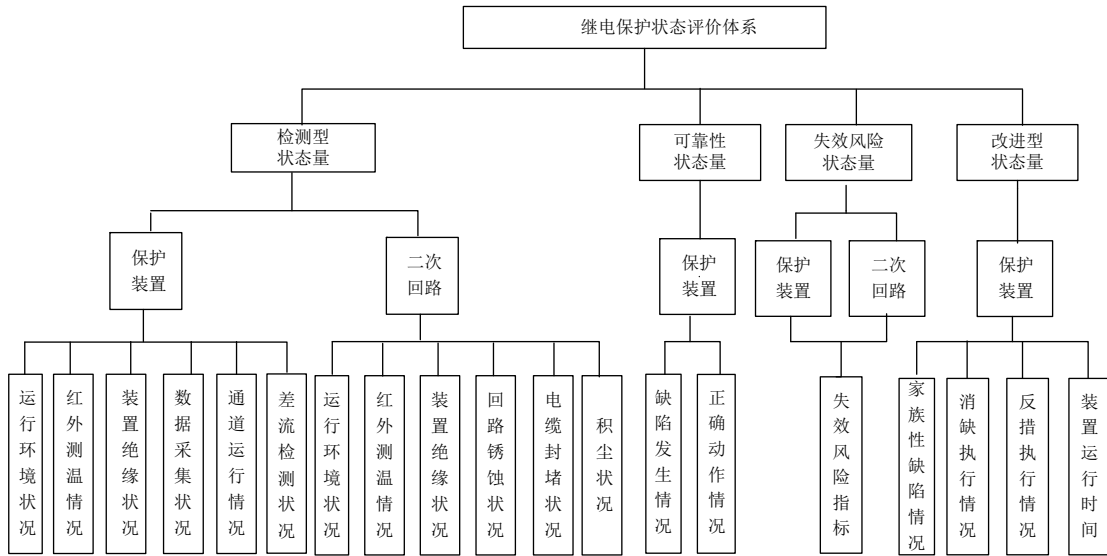 继电保护状态评价体系
检测型
状态量
可靠性
状态量
失效风险
状态量
改进型
状态量
保护
装置
二次
回路
保护
装置
保护
装置
二次
回路
保护
装置
运行环境状况
红外测温情况
装置绝缘状况
数据采集状况
通道运行情况
差流检测状况
运行环境状况
红外测温情况
装置绝缘状况
回路锈蚀状况
电缆封堵状况
积尘状况
缺陷发生情况
正确动作情况
失效风险指标
家族性缺陷情况
消缺执行情况
反措执行情况
装置运行时间